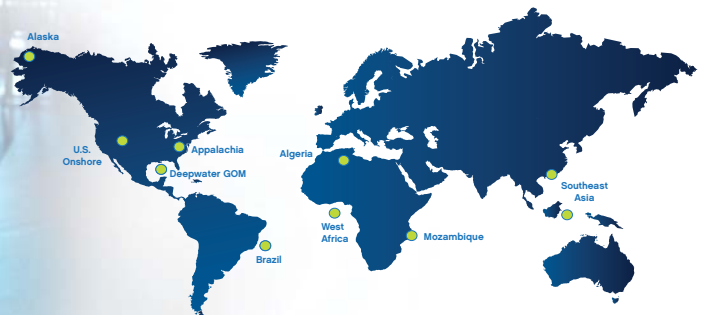 Alaska
U.S.
Onshore
Appalachia
Deepwater GOM
Algeria
West
Africa
Brazil
Mozambique
Southeast
Asia